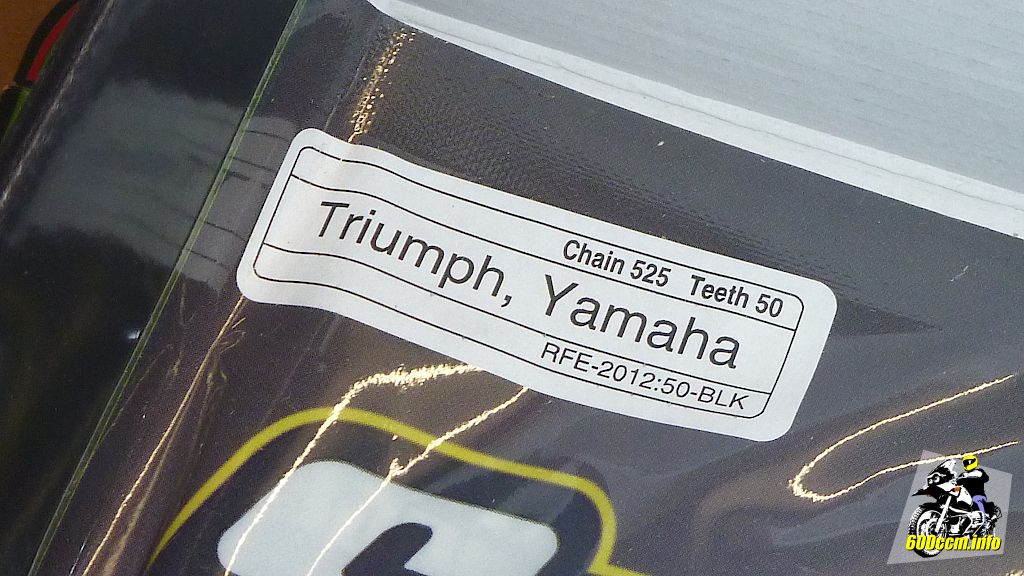 Chain 525 Teeth 50
Triumph, Yamaha
RFE-2012:50-BLK
600ccm.info